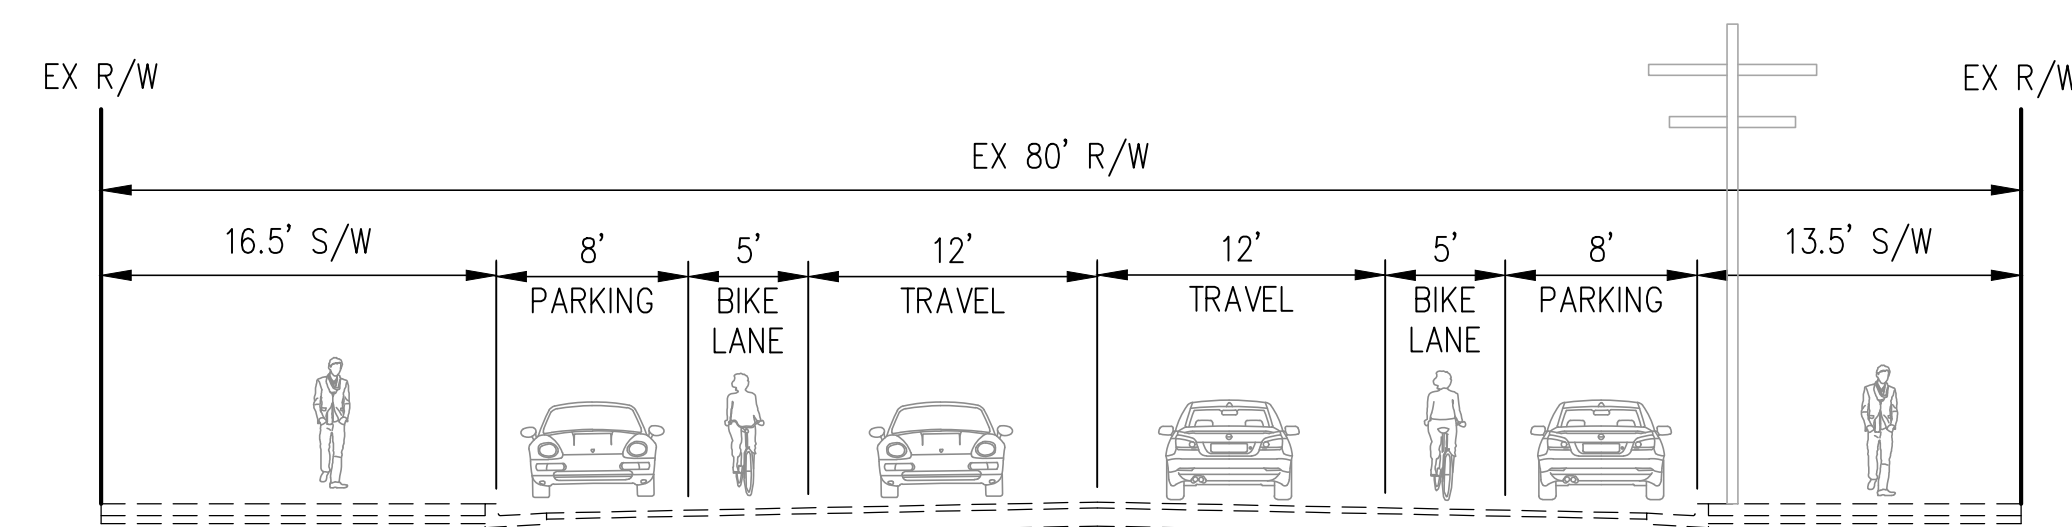 EX R/W
EX R/W
EX 80' R/W
16.5' S/W
8'
5'
12'
12'
5'
8'
13.5' S/W
PARKING
BIKE
LANE
TRAVEL
TRAVEL
BIKE
LANE
PARKING